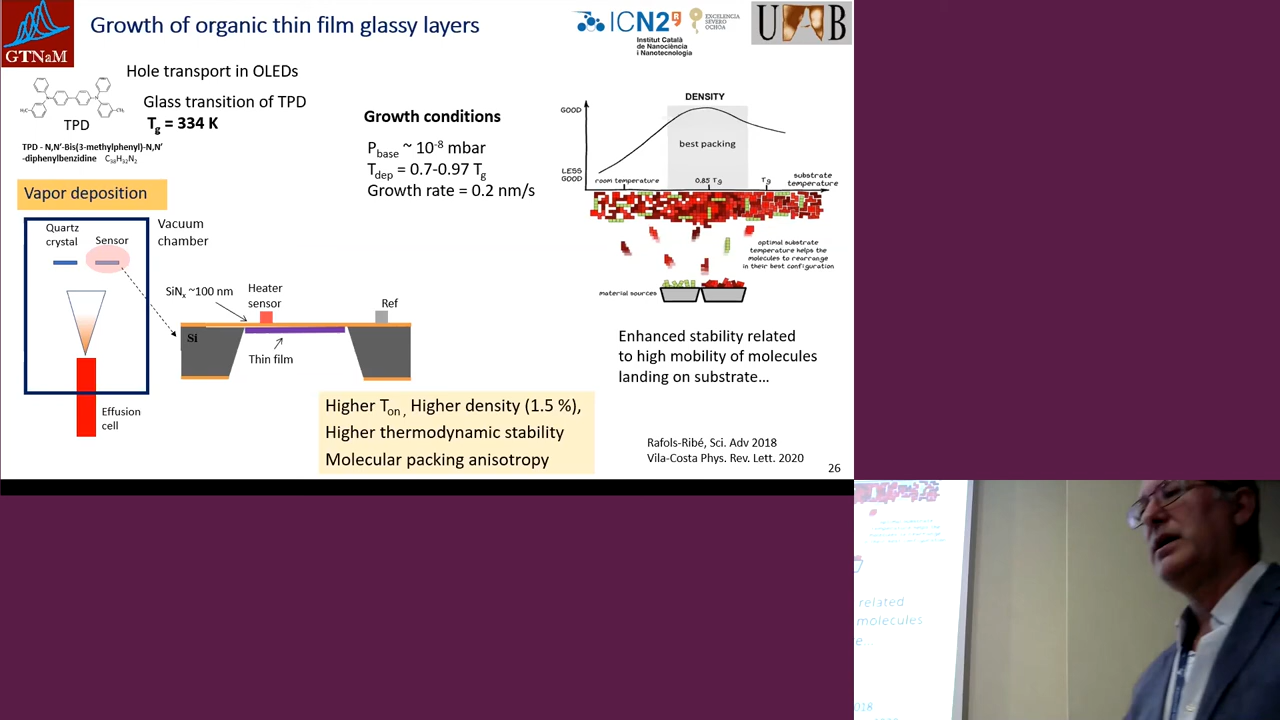 GTNaM
Growth of organic thin film glassy layers
ICN2
Institut Català
de Nanociència
i Nanotecnologia
EXCELENCIA
SEVERO
OCHOA
UAB
Hole transport in OLEDs
Glass transition of TPD
Tg = 334 K
H3C
CH3
TPD
TPD - N,N′-Bis(3-methylphenyl)-N,N′
-diphenylbenzidine C38H32N2
Growth conditions
Pbase ~ 10-8 mbar
Tdep = 0.7-0.97 Tg
Growth rate = 0.2 nm/s
DENSITY
GOOD
best packing
LESS
GOOD
room temperature
0.85 Tg
Tg
substrate
temperature
optimal substrate
temperature helps the
molecules to rearrange
in their best configuration
material sources
Vapor deposition
Quartz
crystal
Sensor
Vacuum
chamber
SiNx ~100 nm
Heater
sensor
Ref
Si
Thin film
Effusion
cell
Enhanced stability related
to high mobility of molecules
landing on substrate…
Higher Ton , Higher density (1.5 %),
Higher thermodynamic stability
Molecular packing anisotropy
Rafols-Ribé, Sci. Adv 2018
Vila-Costa Phys. Rev. Lett. 2020
26
related
molecules
e...
018